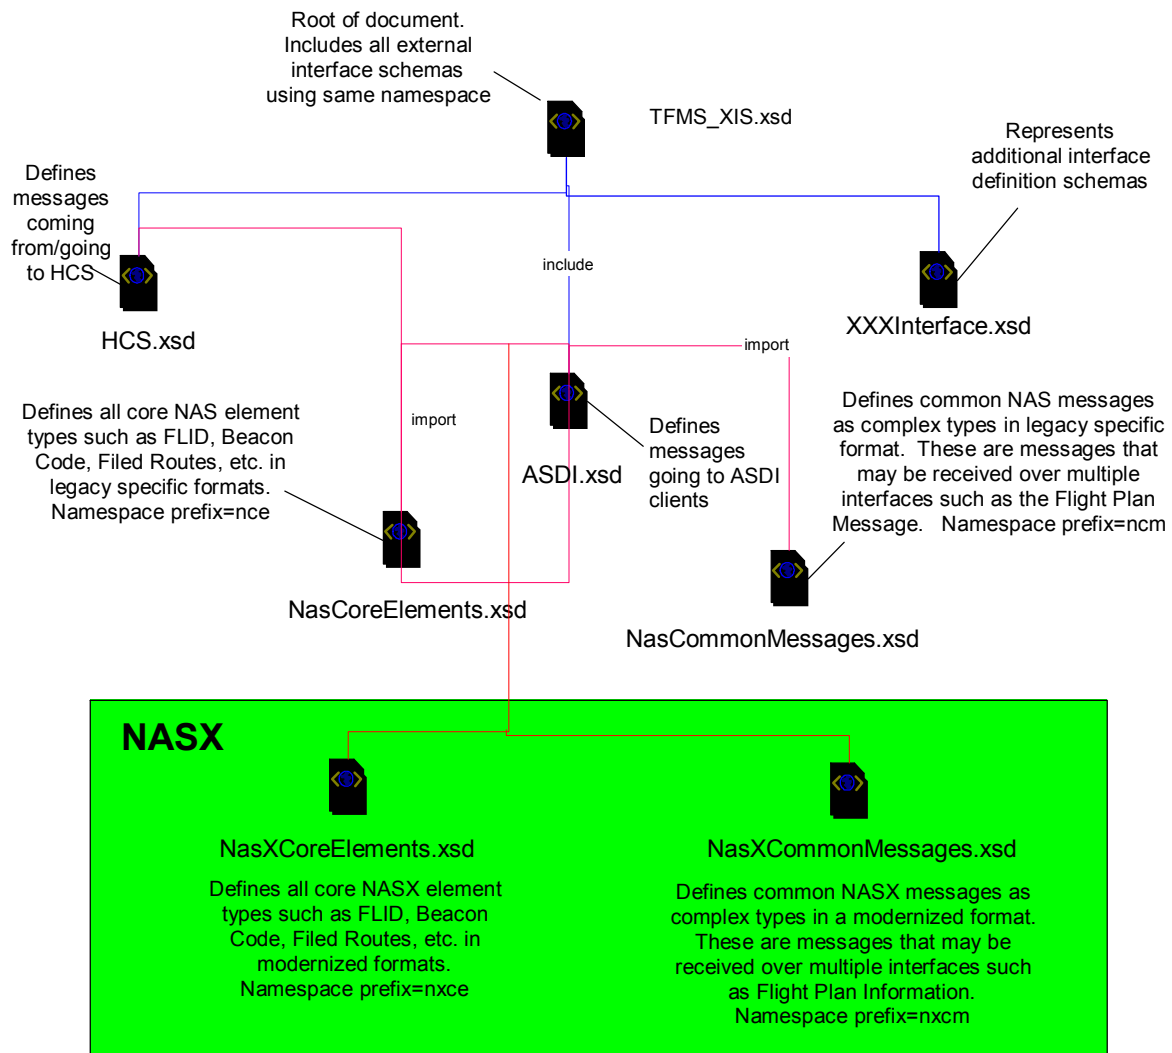 Root of document.
Includes all external
interface schemas
using same namespace
TFMS_XIS.xsd
Represents
additional interface
definition schemas
Defines
messages
coming
from/going
to HCS
include
HCS.xsd
XXXInterface.xsd
import
import
Defines all core NAS element
types such as FLID, Beacon
Code, Filed Routes, etc. in
legacy specific formats.
Namespace prefix=nce
ASDI.xsd
Defines
messages
going to ASDI
clients
Defines common NAS messages
as complex types in legacy specific
format.  These are messages that
may be received over multiple
interfaces such as the Flight Plan
Message.   Namespace prefix=ncm
NasCoreElements.xsd
NasCommonMessages.xsd
NASX
NasXCoreElements.xsd
Defines all core NASX element
types such as FLID, Beacon
Code, Filed Routes, etc. in
modernized formats.
Namespace prefix=nxce
NasXCommonMessages.xsd
Defines common NASX messages as
complex types in a modernized format.
These are messages that may be
received over multiple interfaces such
as Flight Plan Information.
Namespace prefix=nxcm